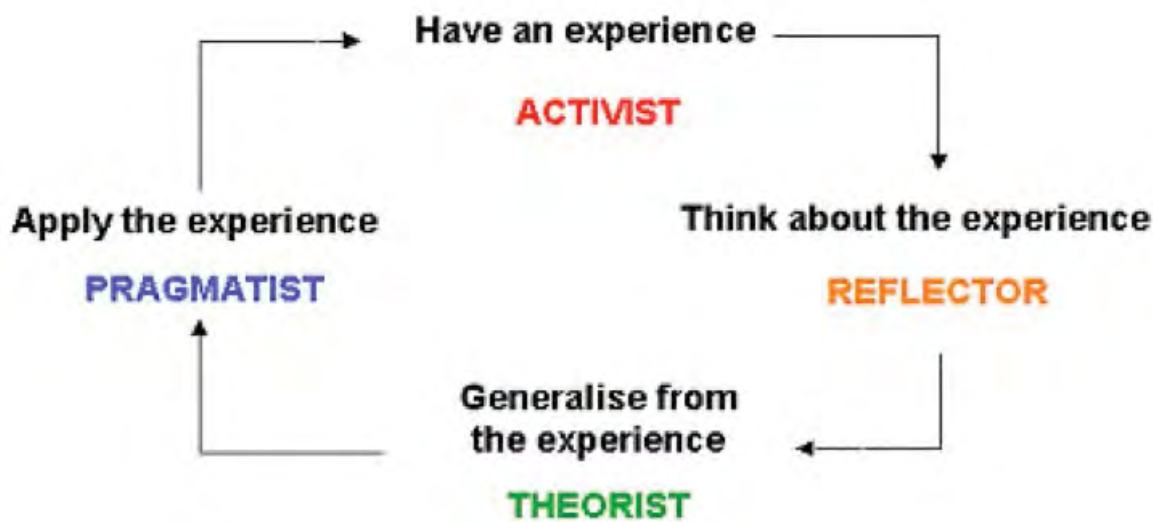 Have an experience
ACTIVIST
Apply the experience
PRAGMATIST
Think about the experience
REFLECTOR
Generalise from
the experience
THEORIST